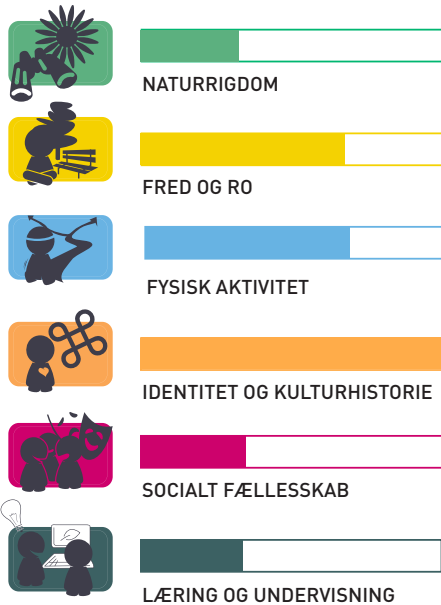 NATURRIGDOM
FRED OG RO
FYSISK AKTIVITET
IDENTITET OG KULTURHISTORIE
SOCIALT FÆLLESSKAB
LÆRING OG UNDERVISNING